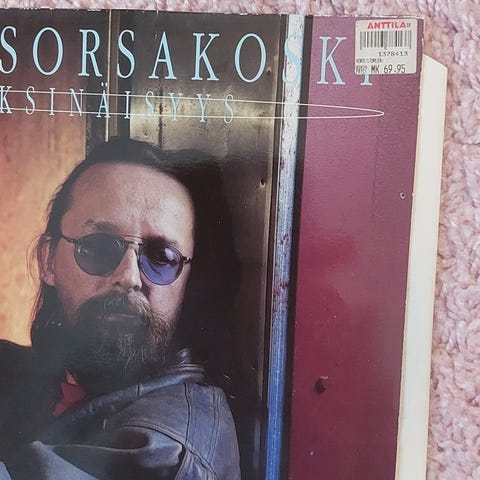 SORSAKOSKI
KSINÄISYYS
ANTTILA
1378413
MK 69.95